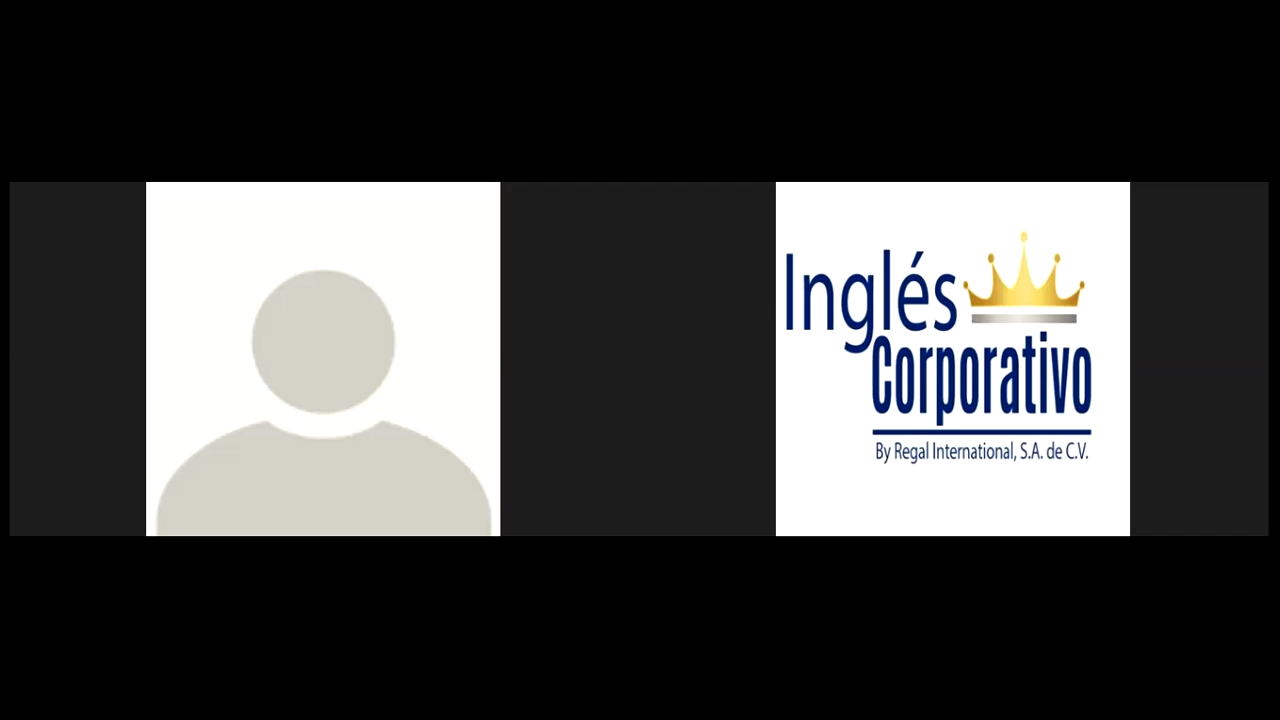 Inglés
Corporativo
By Regal International, S.A. de C.V.